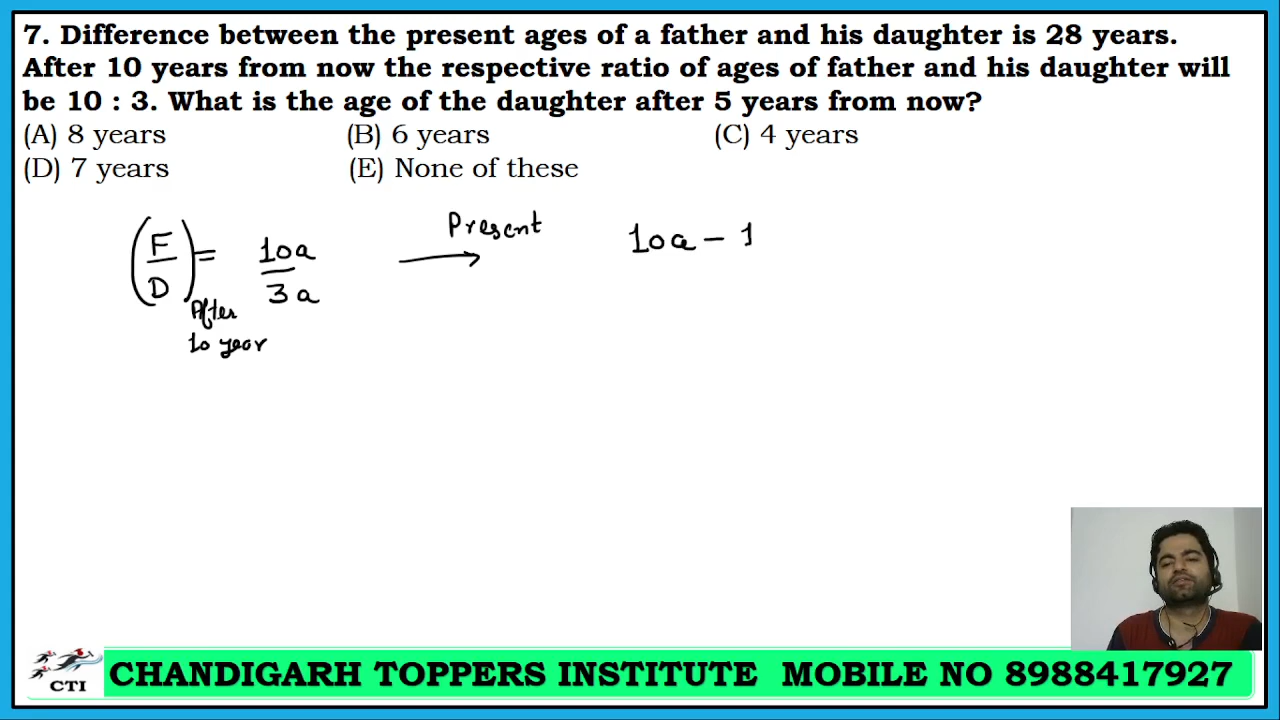 7. Difference between the present ages of a father and his daughter is 28 years.
After 10 years from now the respective ratio of ages of father and his daughter will
be 10 : 3. What is the age of the daughter after 5 years from now?
(A) 8 years (B) 6 years (C) 4 years
(D) 7 years (E) None of these
(F/D) After 10 year = 10a/3a Present → 10a - 1
CTI
CHANDIGARH TOPPERS INSTITUTE MOBILE NO 8988417927